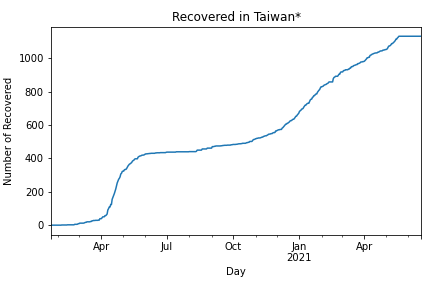 Recovered in Taiwan*
Number of Recovered
1000
800
600
400
200
0
Apr
Jul
Oct
Jan
2021
Apr
Day